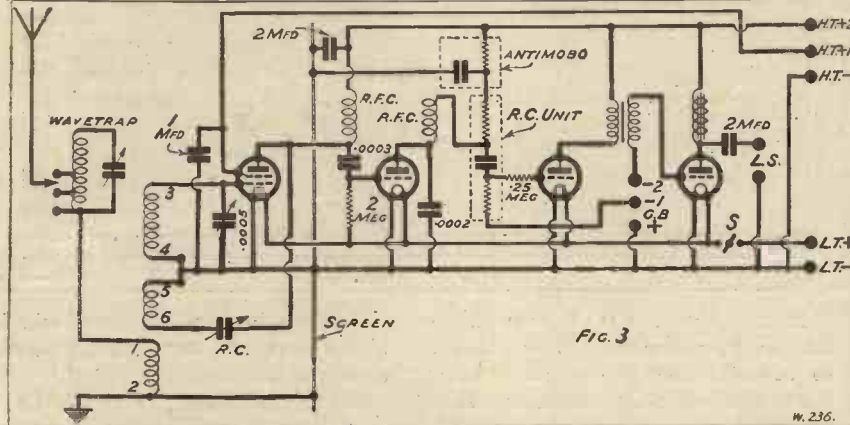 2 MFD
ANTIMOBO
H.T.+2
H.T.+1
H.T.-
WAVETRAP
1 MFD
R.F.C.
R.F.C.
R.C. UNIT
.0003
2 MFD
L.S.
3
4
.0005
2 MEG
.0002
.25 MEG
-2
-1
G.B
+
S
L.T.+
L.T.-
5
6
R.C.
SCREEN
FIG. 3
1.
2
W. 236.